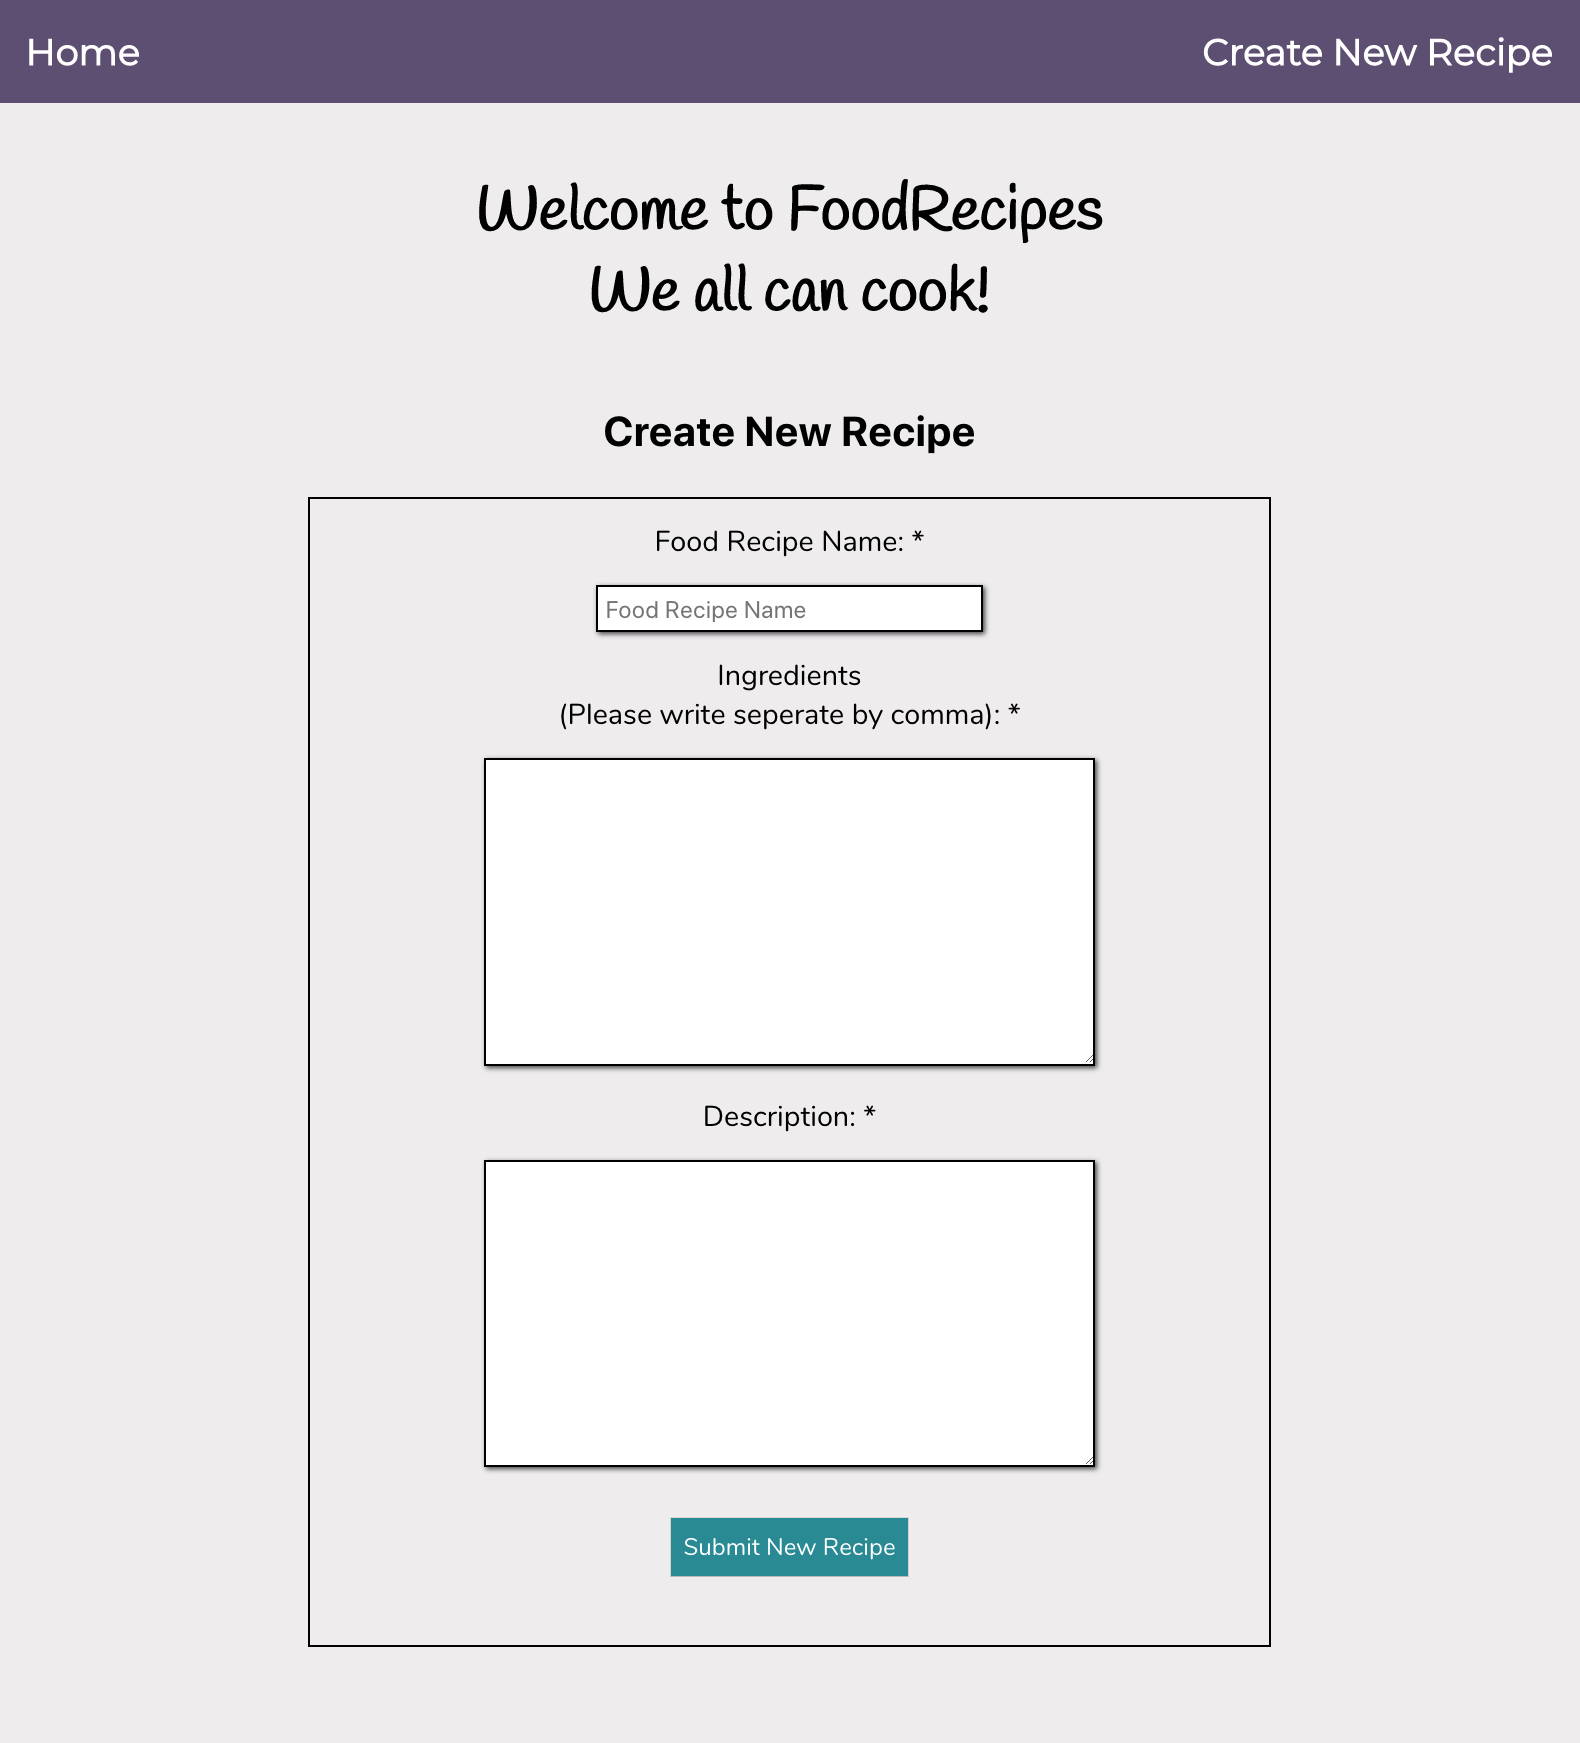 Home
Create New Recipe
Welcome to FoodRecipes
We all can cook!
Create New Recipe
Food Recipe Name: *
Food Recipe Name
Ingredients
(Please write seperate by comma): *
Description: *
Submit New Recipe